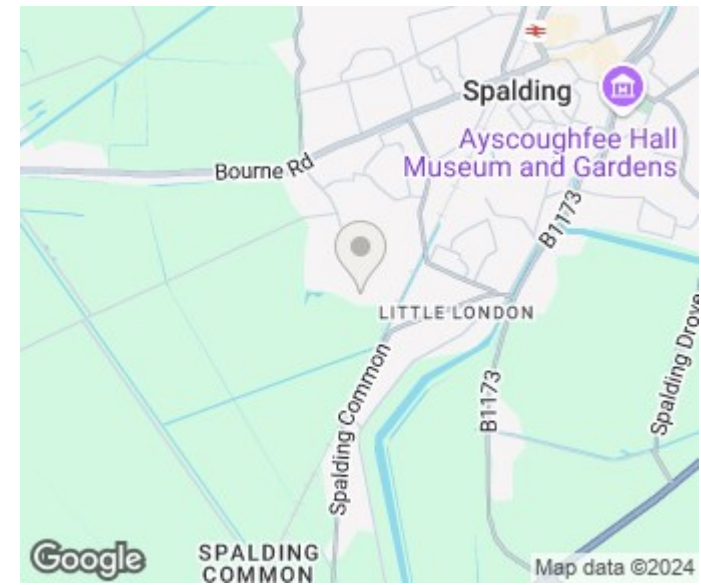 Spalding
Ayscoughfee Hall
Museum and Gardens
Bourne Rd
B1173
LITTLE LONDON
Spalding Common
B1173
Spalding Drove
SPALDING
COMMON
Google
Map data ©2024